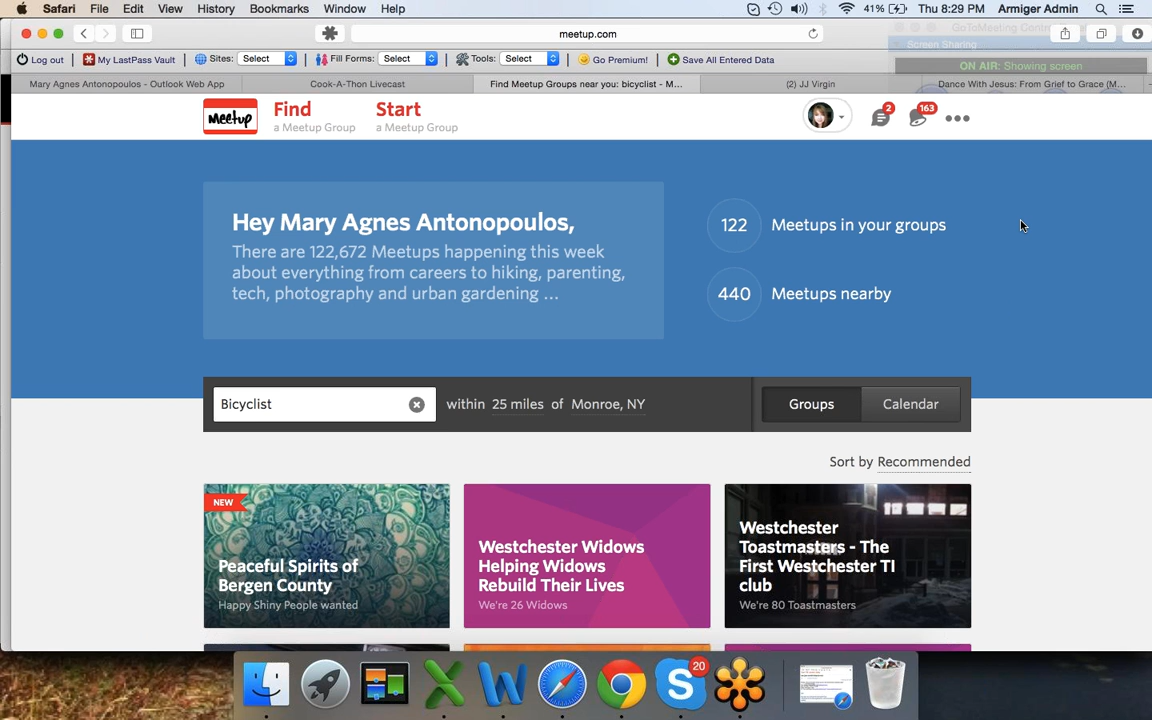 Safari File Edit View History Bookmarks Window Help 41% Thu 8:29 PM Armiger Admin
meetup.com
Screen Sharing
Log out My LastPass Vault Sites: Select Fill Forms: Select Tools: Select Go Premium! Save All Entered Data
ON AIR: Showing screen
Mary Agnes Antonopoulos - Outlook Web App Cook-A-Thon Livecast Find Meetup Groups near you: bicyclist - M... (2) JJ Virgin Dance With Jesus: From Grief to Grace (M...
Meetup Find Start 2 163
a Meetup Group a Meetup Group
Hey Mary Agnes Antonopoulos,
There are 122,672 Meetups happening this week
about everything from careers to hiking, parenting,
tech, photography and urban gardening ...
122 Meetups in your groups
440 Meetups nearby
Bicyclist within 25 miles of Monroe, NY Groups Calendar
Sort by Recommended
NEW
Peaceful Spirits of
Bergen County
Happy Shiny People wanted
Westchester Widows
Helping Widows
Rebuild Their Lives
We're 26 Widows
Westchester
Toastmasters - The
First Westchester TI
club
We're 80 Toastmasters
20